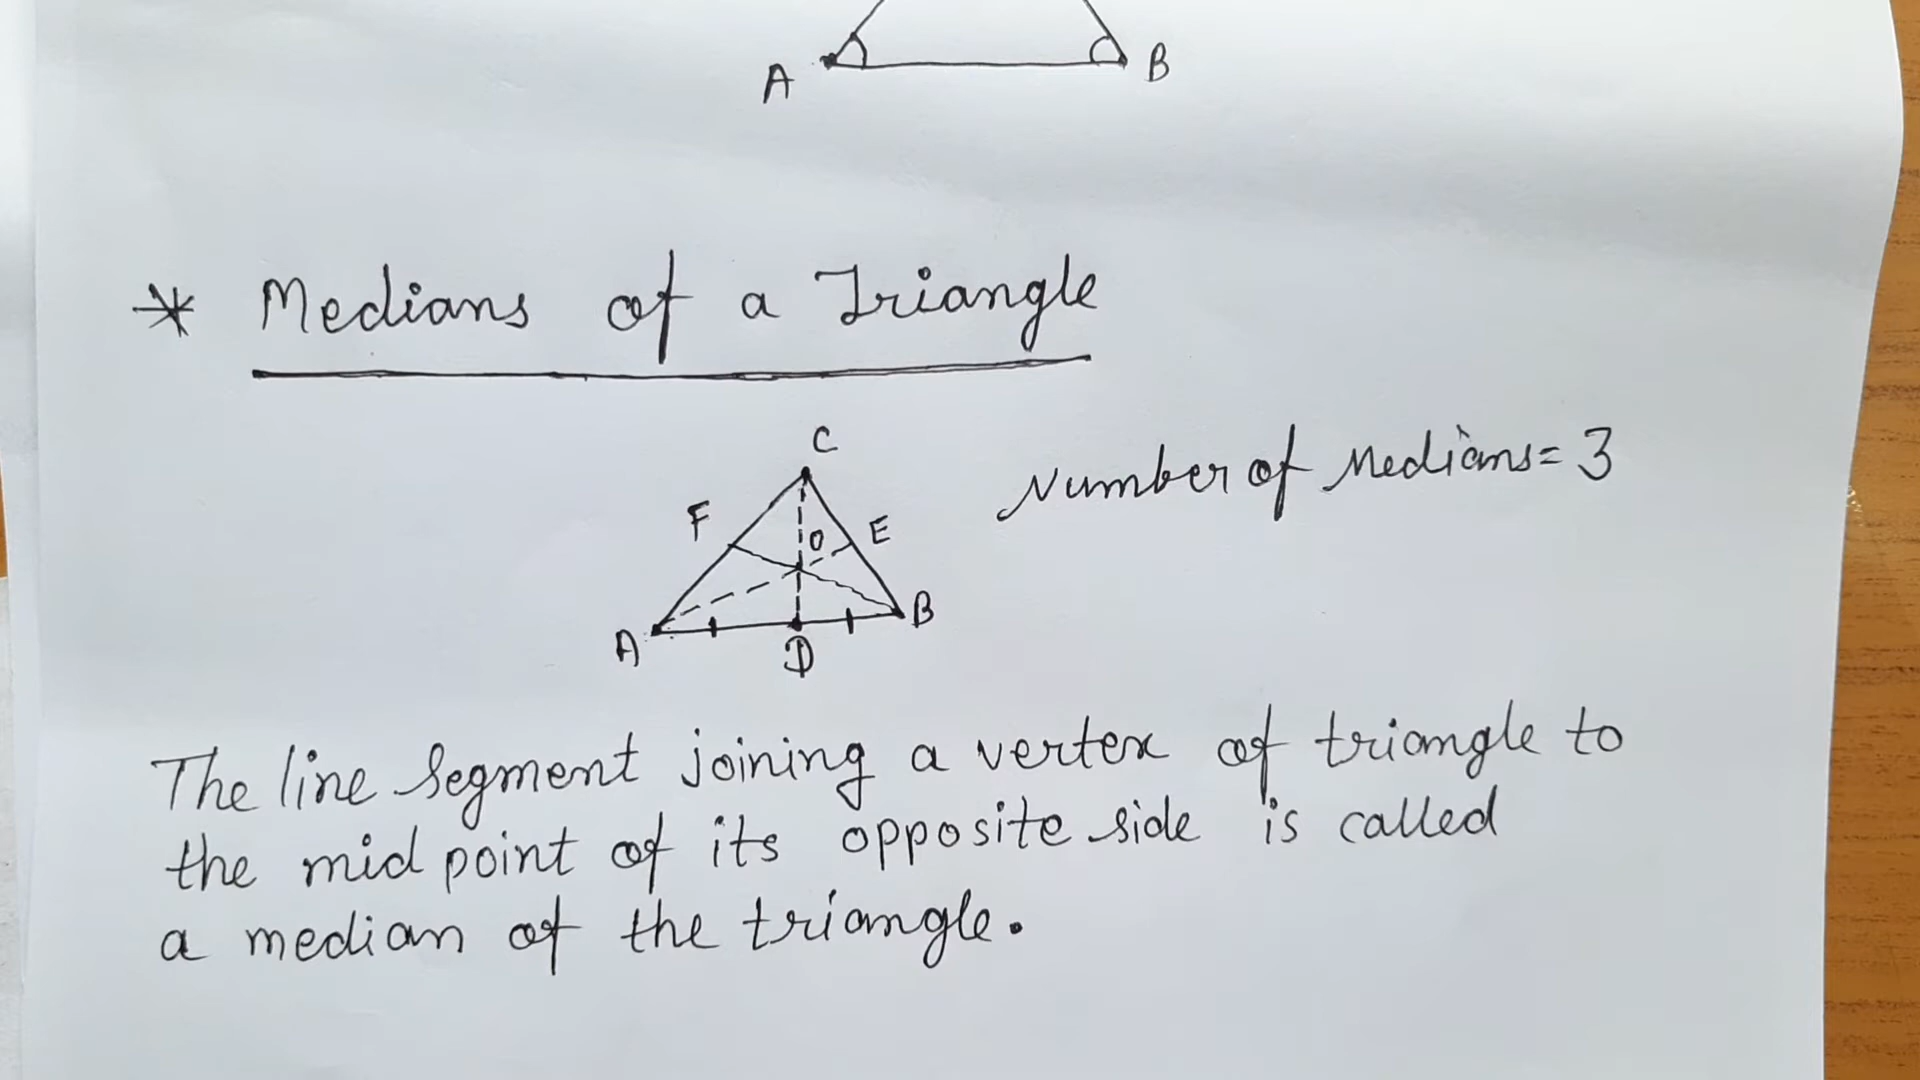 A B
* Medians of a Triangle
C
Number of Medians = 3
F
O E
A D B
The line segment joining a vertex of triangle to
the mid point of its opposite side is called
a median of the triangle.